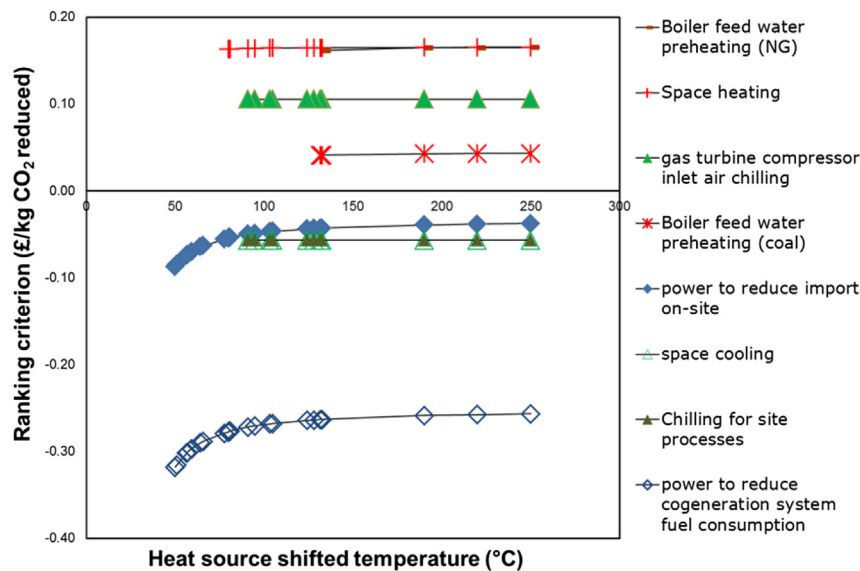 Ranking criterion (£/kg CO₂ reduced)
0.20
0.10
0.00
-0.10
-0.20
-0.30
-0.40
0
50
100
150
200
250
300
Heat source shifted temperature (°C)
Boiler feed water
preheating (NG)
Space heating
gas turbine compressor
inlet air chilling
Boiler feed water
preheating (coal)
power to reduce import
on-site
space cooling
Chilling for site
processes
power to reduce
cogeneration system
fuel consumption